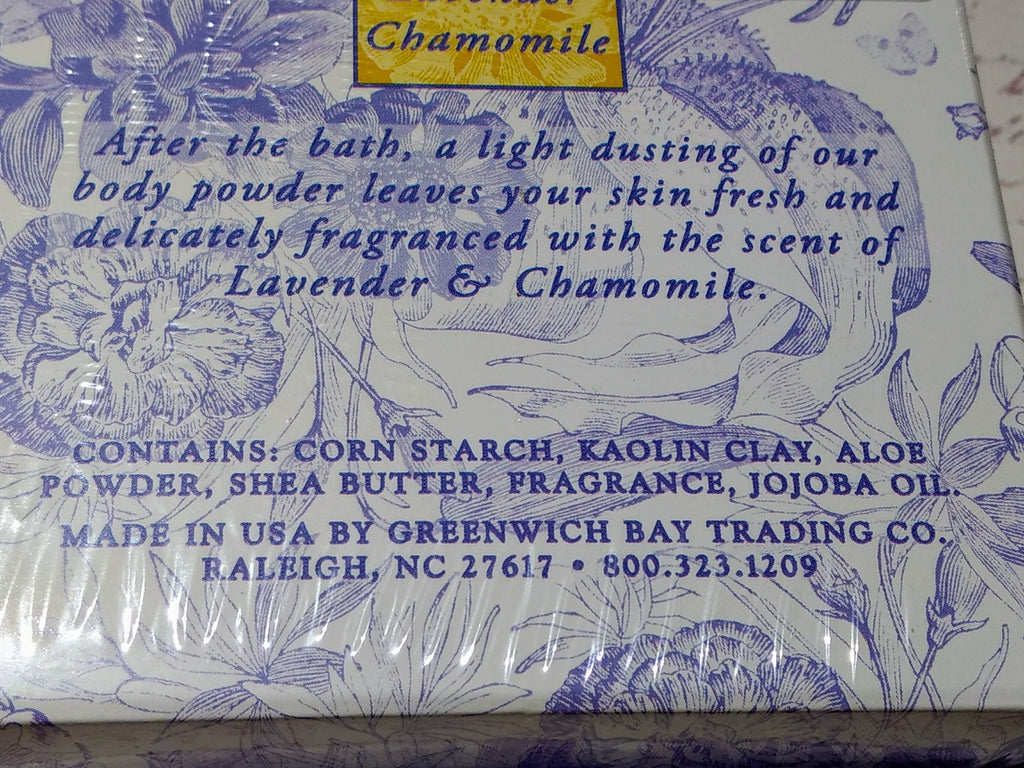 Lavender
Chamomile
After the bath, a light dusting of our
body powder leaves your skin fresh and
delicately fragranced with the scent of
Lavender & Chamomile.
CONTAINS: CORN STARCH, KAOLIN CLAY, ALOE
POWDER, SHEA BUTTER, FRAGRANCE, JOJOBA OIL.
MADE IN USA BY GREENWICH BAY TRADING CO.
RALEIGH, NC 27617 • 800.323.1209